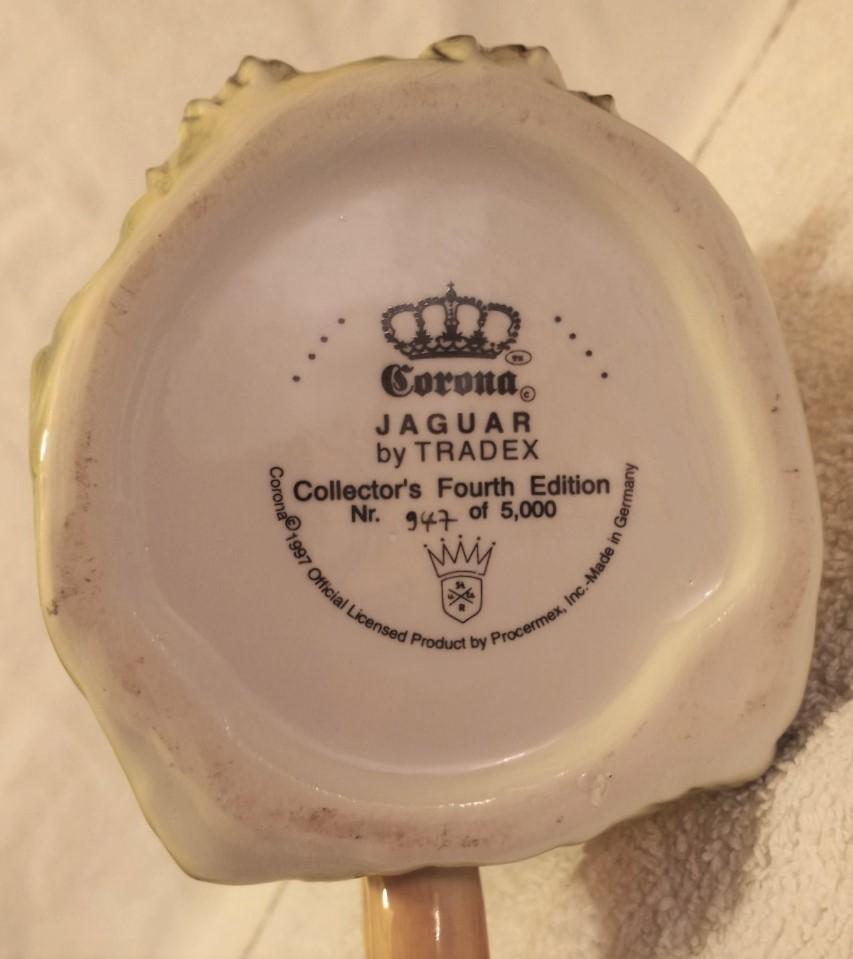 TM
Corona ©
JAGUAR
by TRADEX
Collector's Fourth Edition
Nr. 947 of 5,000
Corona © 1997 Official Licensed Product by Procermex, Inc.-Made in Germany
R